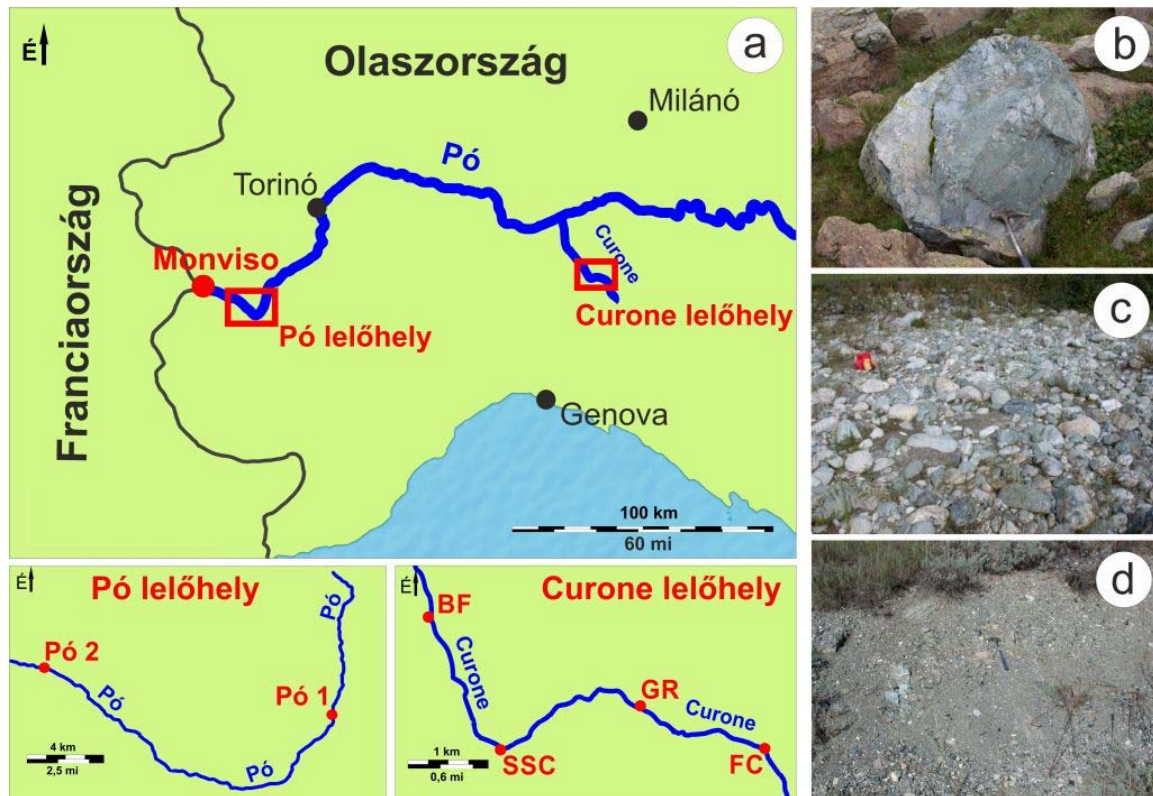 É
Olaszország
a
Milánó
Pó
Torinó
Franciaország
Monviso
Curone
Pó lelőhely
Curone lelőhely
Genova
100 km
60 mi
b
c
d
É
Pó lelőhely
Pó
Pó 2
Pó
Pó 1
Pó
4 km
2,5 mi
É
Curone lelőhely
BF
Curone
GR
Curone
SSC
FC
1 km
0,6 mi